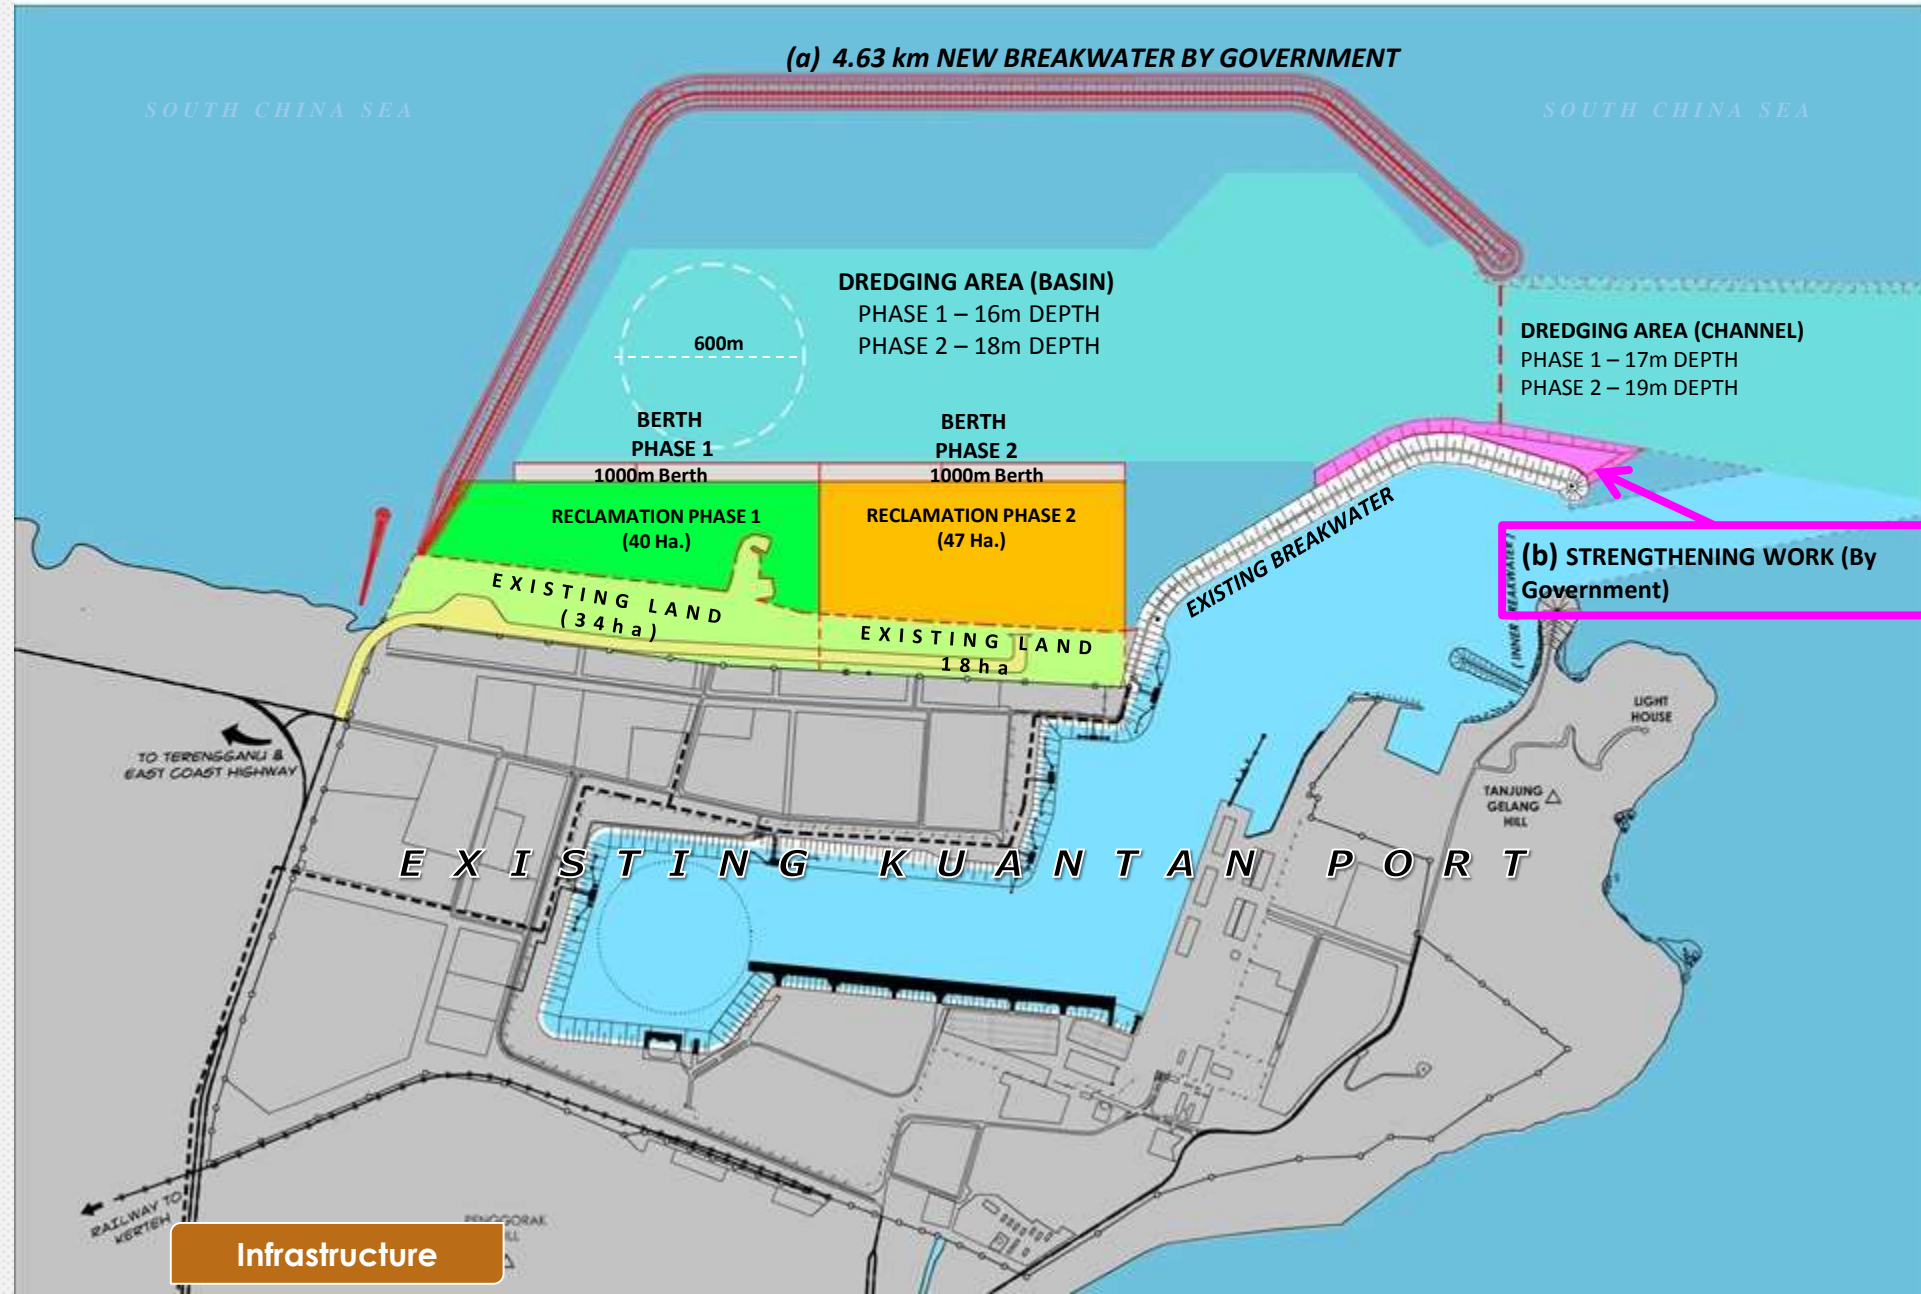 (a) 4.63 km NEW BREAKWATER BY GOVERNMENT
SOUTH CHINA SEA
SOUTH CHINA SEA
DREDGING AREA (BASIN)
PHASE 1 – 16m DEPTH
PHASE 2 – 18m DEPTH
600m
DREDGING AREA (CHANNEL)
PHASE 1 – 17m DEPTH
PHASE 2 – 19m DEPTH
BERTH
PHASE 1
1000m Berth
BERTH
PHASE 2
1000m Berth
RECLAMATION PHASE 1
(40 Ha.)
RECLAMATION PHASE 2
(47 Ha.)
EXISTING BREAKWATER
(b) STRENGTHENING WORK (By
Government)
EXISTING LAND
(34ha)
EXISTING LAND
18ha
LIGHT
HOUSE
TO TERENGGANU &
EAST COAST HIGHWAY
TANJUNG
GELANG
HILL
EXISTING KUANTAN PORT
RAILWAY TO
KERTEH
Infrastructure